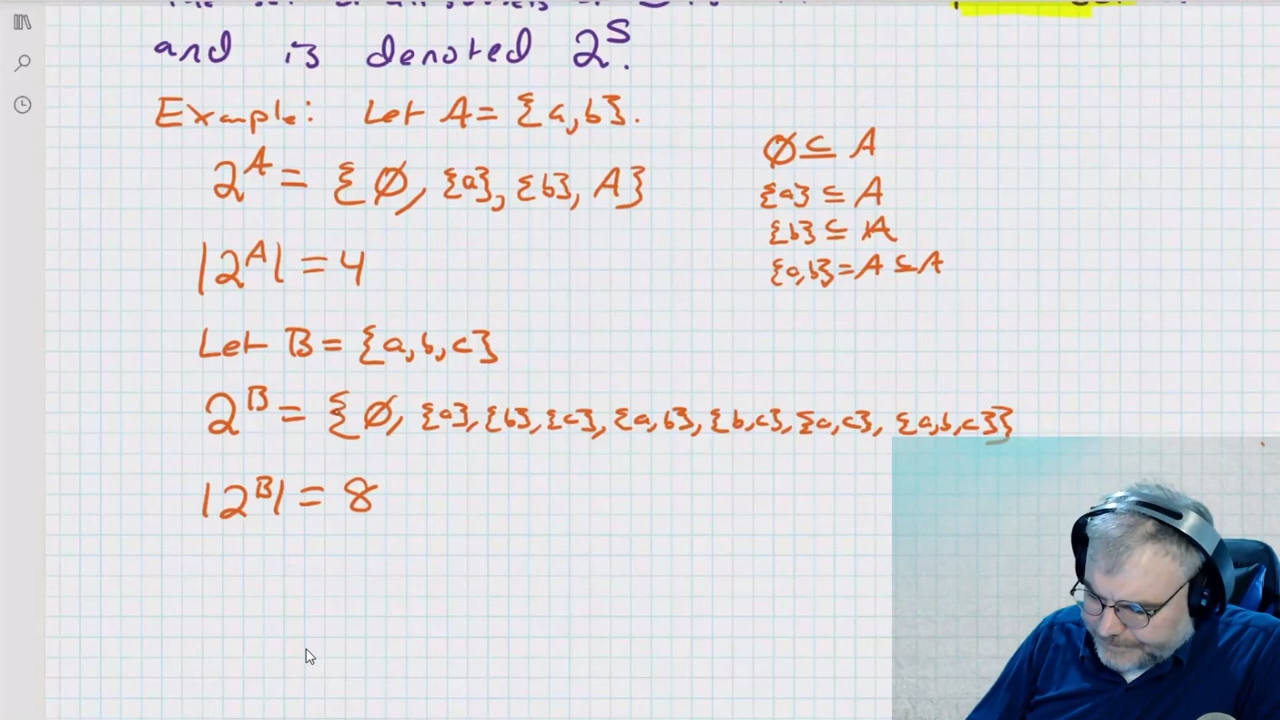 and is denoted 2^S.
Example: Let A = {a,b}.
2^A = {∅, {a}, {b}, A}
|2^A| = 4
Let B = {a,b,c}
2^B = {∅, {a}, {b}, {c}, {a,b}, {b,c}, {a,c}, {a,b,c}}
|2^B| = 8
∅ ⊆ A
{a} ⊆ A
{b} ⊆ A
{a,b} = A ⊆ A